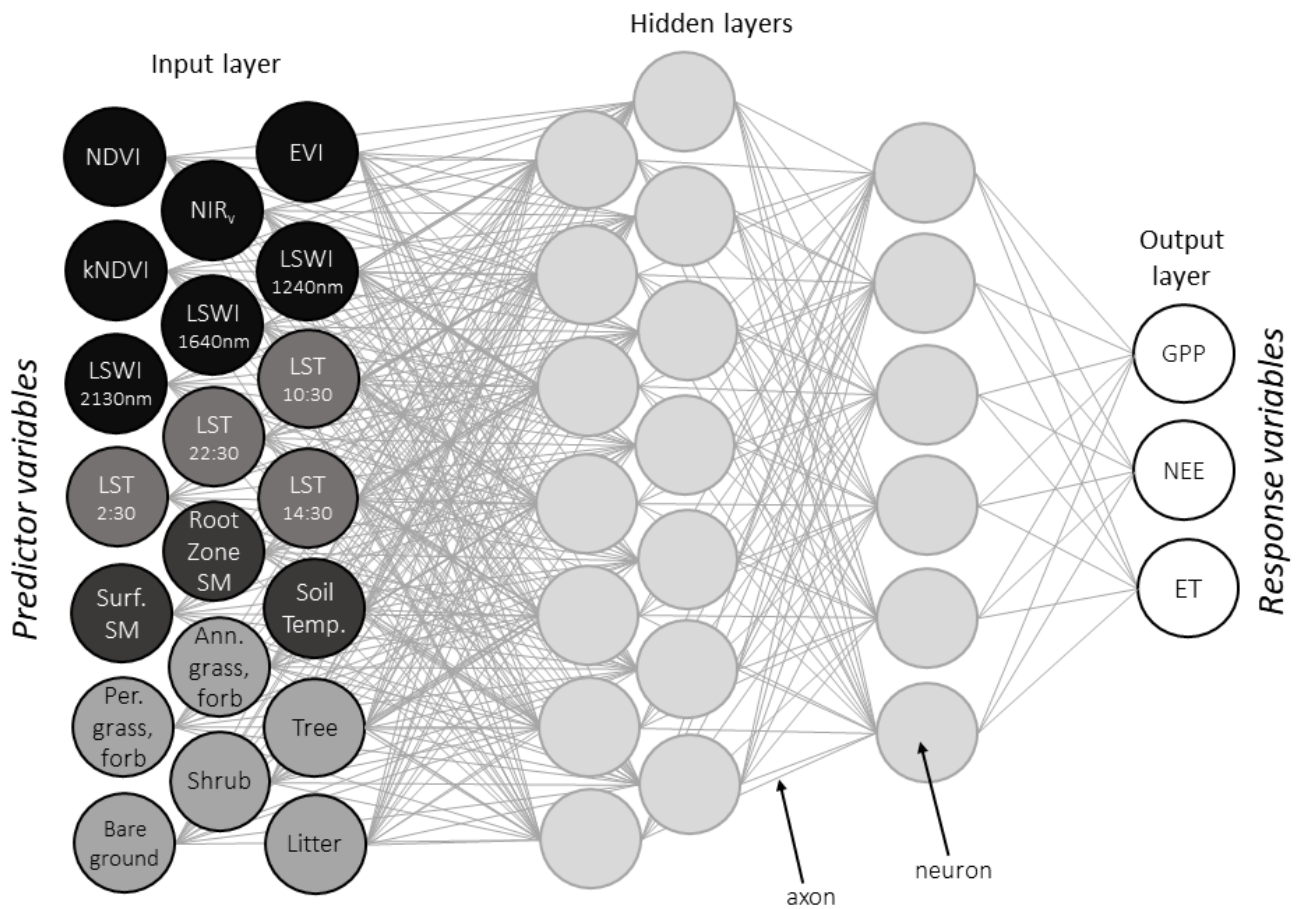 Hidden layers
Input layer
NDVI
EVI
NIRv
kNDVI
LSWI
1240nm
LSWI
1640nm
LSWI
2130nm
LST
10:30
LST
22:30
LST
2:30
LST
14:30
Root
Zone
SM
Surf.
SM
Soil
Temp.
Ann.
grass,
forb
Per.
grass,
forb
Tree
Shrub
Bare
ground
Litter
Predictor variables
Output
layer
GPP
NEE
ET
Response variables
neuron
axon